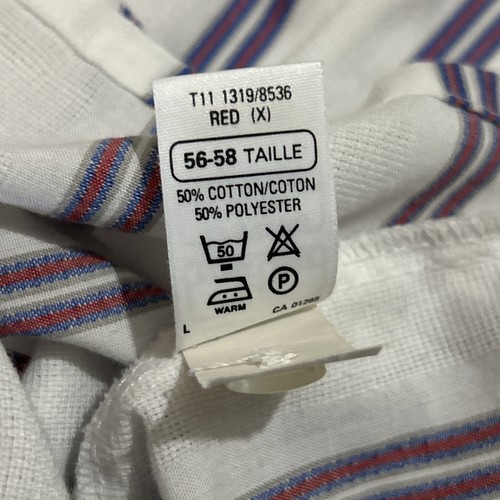 T11 1319/8536
RED (X)
56-58 TAILLE
50% COTTON/COTON
50% POLYESTER
50
P
WARM
CA 01295
L